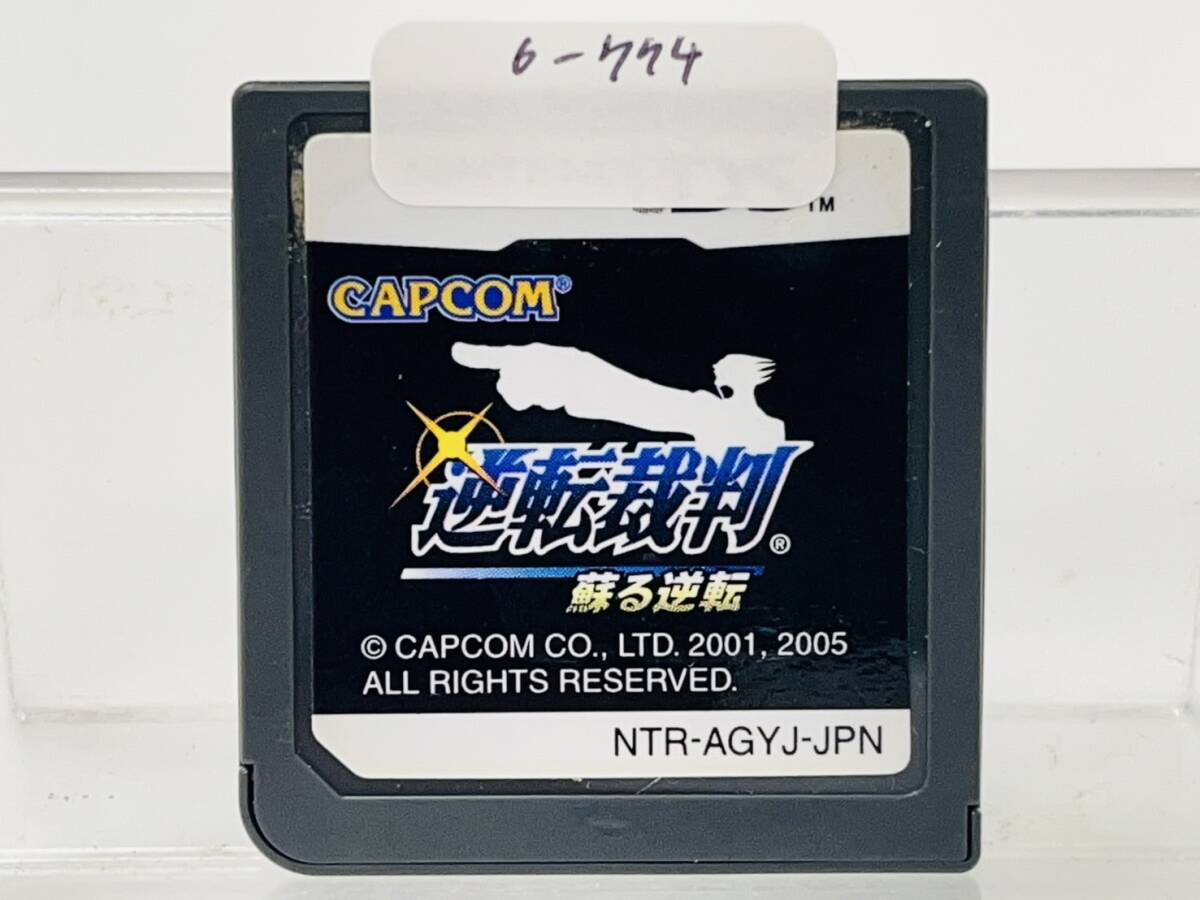 6-774
TM
CAPCOM®
逆転裁判®
蘇る逆転
© CAPCOM CO., LTD. 2001, 2005
ALL RIGHTS RESERVED.
NTR-AGYJ-JPN